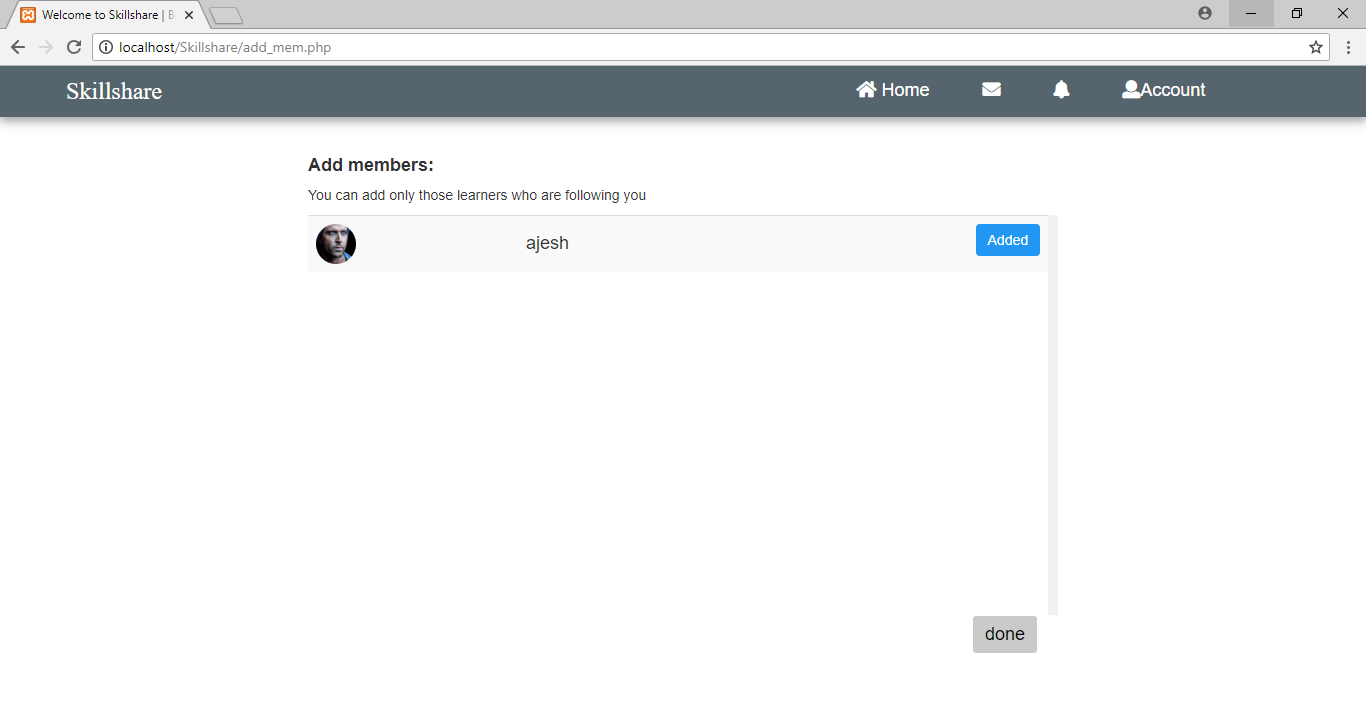 Welcome to Skillshare | B
localhost/Skillshare/add_mem.php
Skillshare
Home
Account
Add members:
You can add only those learners who are following you
ajesh
Added
done